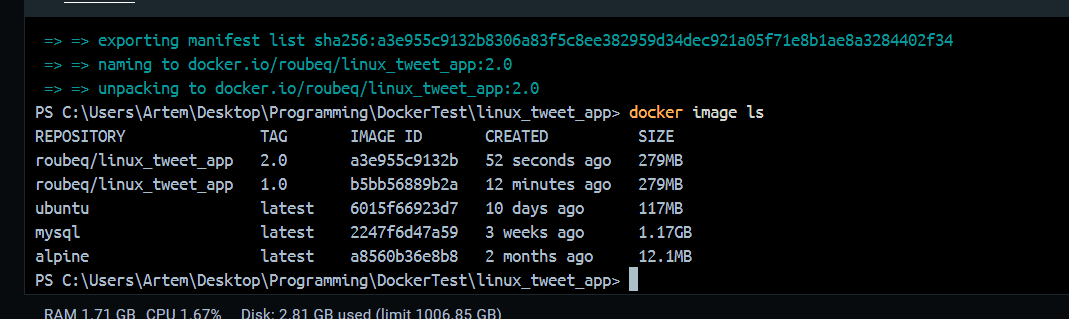 => => exporting manifest list sha256:a3e955c9132b8306a83f5c8ee382959d34dec921a05f71e8b1ae8a3284402f34
=> => naming to docker.io/roubeq/linux_tweet_app:2.0
=> => unpacking to docker.io/roubeq/linux_tweet_app:2.0
PS C:\Users\Artem\Desktop\Programming\DockerTest\linux_tweet_app> docker image ls
REPOSITORY TAG IMAGE ID CREATED SIZE
roubeq/linux_tweet_app 2.0 a3e955c9132b 52 seconds ago 279MB
roubeq/linux_tweet_app 1.0 b5bb56889b2a 12 minutes ago 279MB
ubuntu latest 6015f66923d7 10 days ago 117MB
mysql latest 2247f6d47a59 3 weeks ago 1.17GB
alpine latest a8560b36e8b8 2 months ago 12.1MB
PS C:\Users\Artem\Desktop\Programming\DockerTest\linux_tweet_app>
RAM 1.71 GB CPU 1.67% Disk: 2.81 GB used (limit 1006.85 GB)